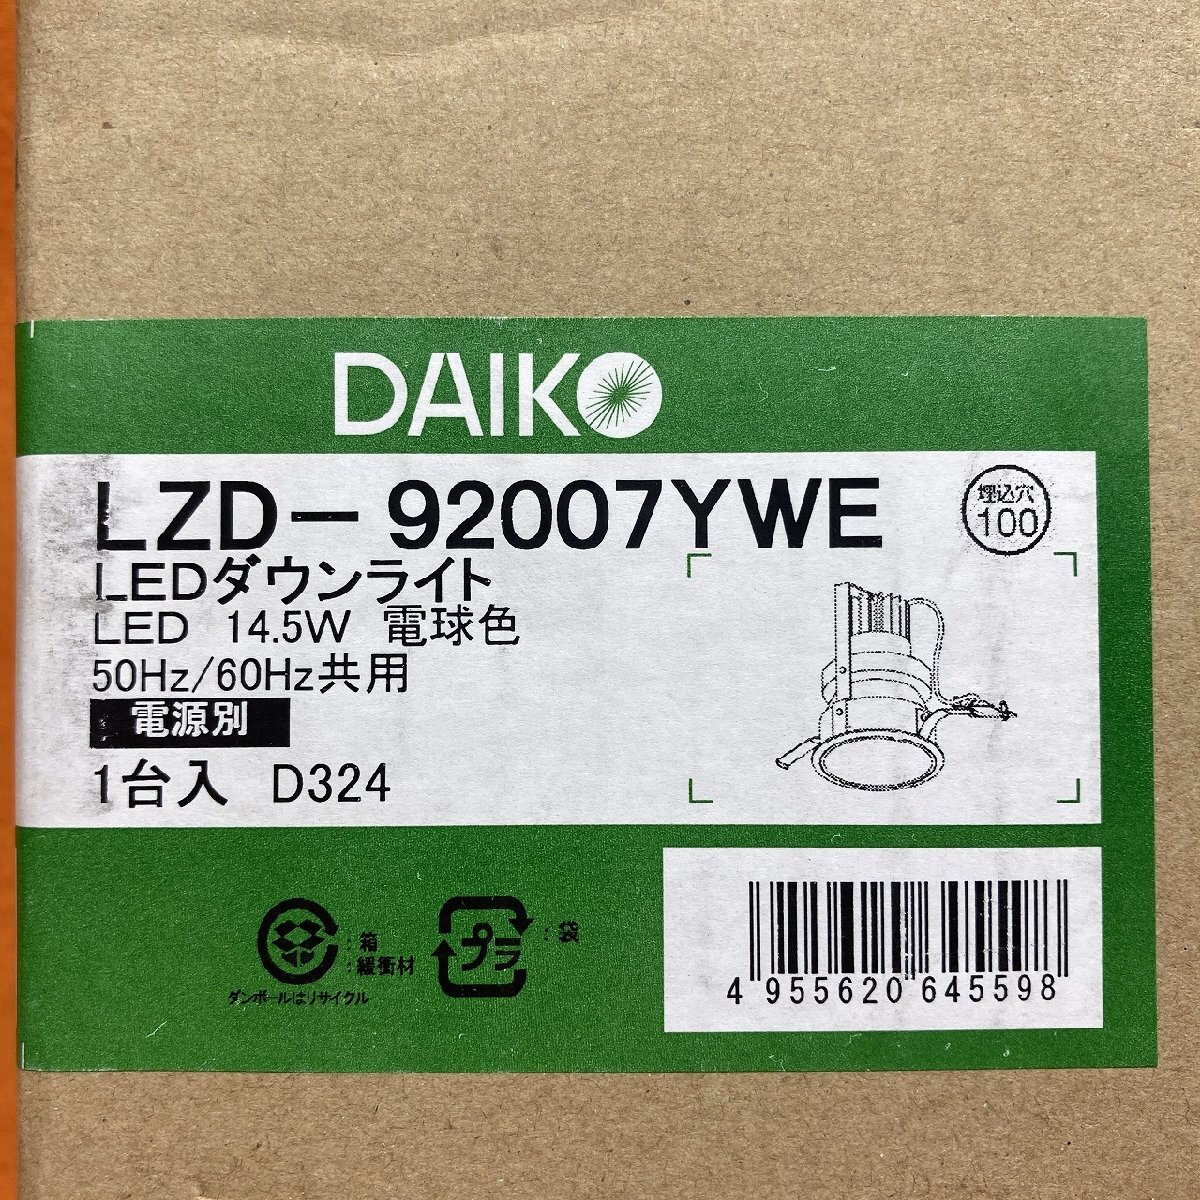 DAIKO
LZD-92007YWE
埋込穴
100
LEDダウンライト
LED 14.5W 電球色
50Hz/60Hz共用
電源別
1台入 D324
:箱
:緩衝材
ダンボールはリサイクル
プラ
:袋
4 955620 645598